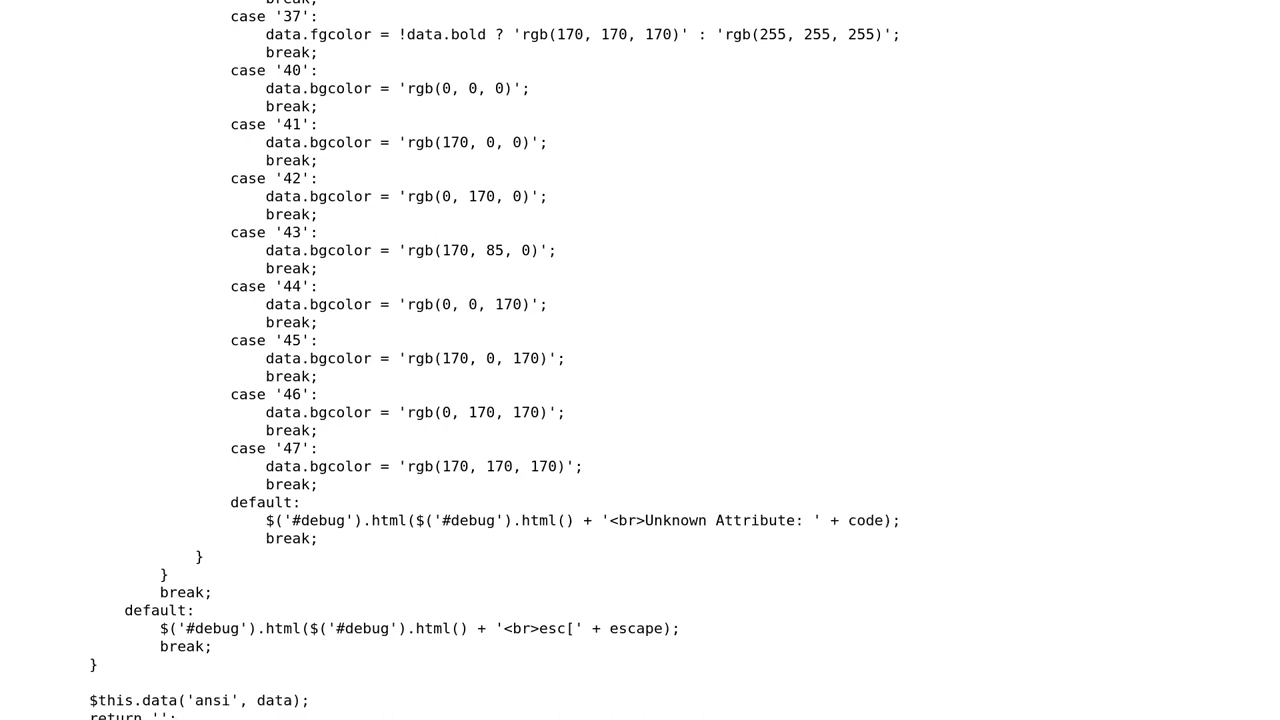 break;
case '37':
data.fgcolor = !data.bold ? 'rgb(170, 170, 170)' : 'rgb(255, 255, 255)';
break;
case '40':
data.bgcolor = 'rgb(0, 0, 0)';
break;
case '41':
data.bgcolor = 'rgb(170, 0, 0)';
break;
case '42':
data.bgcolor = 'rgb(0, 170, 0)';
break;
case '43':
data.bgcolor = 'rgb(170, 85, 0)';
break;
case '44':
data.bgcolor = 'rgb(0, 0, 170)';
break;
case '45':
data.bgcolor = 'rgb(170, 0, 170)';
break;
case '46':
data.bgcolor = 'rgb(0, 170, 170)';
break;
case '47':
data.bgcolor = 'rgb(170, 170, 170)';
break;
default:
$('#debug').html($('#debug').html() + '<br>Unknown Attribute: ' + code);
break;
}
}
break;
default:
$('#debug').html($('#debug').html() + '<br>esc[' + escape);
break;
}
$this.data('ansi', data);
return '';